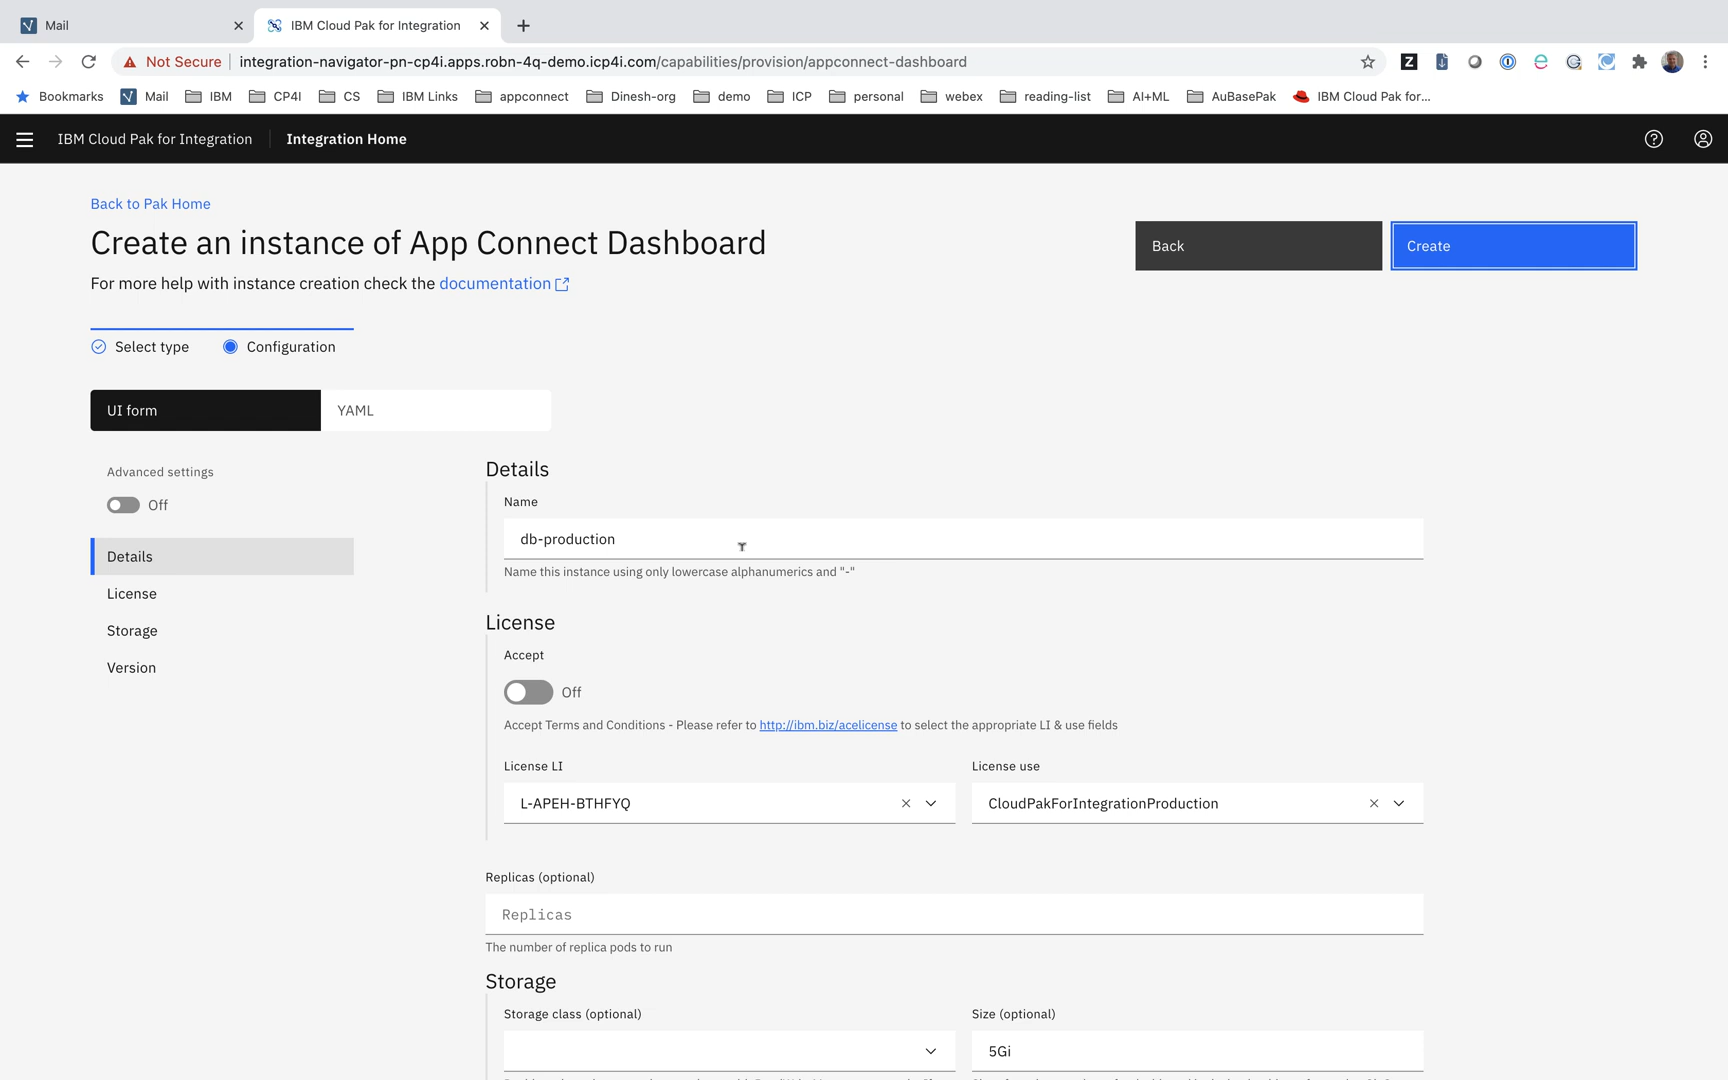 Mail
IBM Cloud Pak for Integration
Not Secure
integration-navigator-pn-cp4i.apps.robn-4q-demo.icp4i.com/capabilities/provision/appconnect-dashboard
Bookmarks
Mail
IBM
CP4I
CS
IBM Links
appconnect
Dinesh-org
demo
ICP
personal
webex
reading-list
AI+ML
AuBasePak
IBM Cloud Pak for...
IBM Cloud Pak for Integration
Integration Home
Back to Pak Home
Create an instance of App Connect Dashboard
Back
Create
For more help with instance creation check the documentation
Select type
Configuration
UI form
YAML
Advanced settings
Off
Details
License
Storage
Version
Details
Name
db-production
Name this instance using only lowercase alphanumerics and "-"
License
Accept
Off
Accept Terms and Conditions - Please refer to http://ibm.biz/acelicense to select the appropriate LI & use fields
License LI
License use
L-APEH-BTHFYQ
CloudPakForIntegrationProduction
Replicas (optional)
Replicas
The number of replica pods to run
Storage
Storage class (optional)
Size (optional)
5Gi